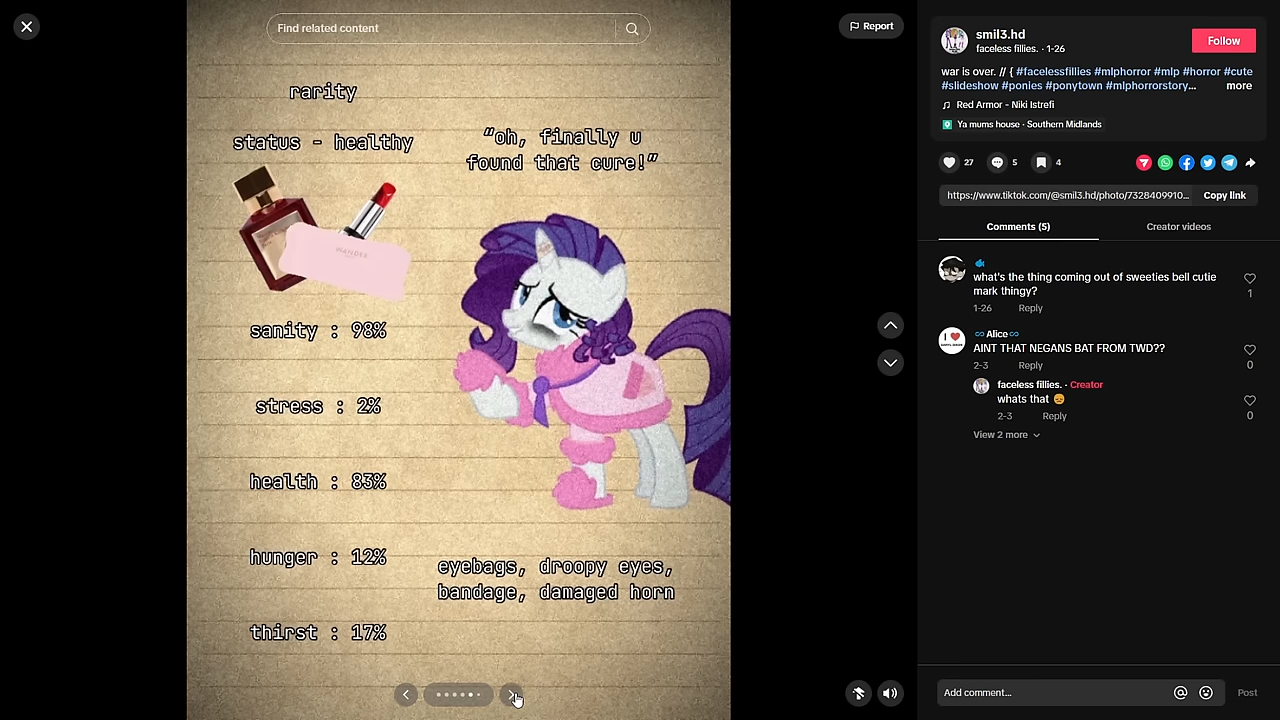 Find related content
Report
rarity
status - healthy
"oh, finally u
found that cure!"
WANDER
sanity : 98%
stress : 2%
health : 83%
hunger : 12%
thirst : 17%
eyebags, droopy eyes,
bandage, damaged horn
smil3.hd
faceless fillies. · 1-26
Follow
war is over. // { #facelessfillies #mlphorror #mlp #horror #cute
#slideshow #ponies #ponytown #mlphorrorstory...
more
Red Armor - Niki Istrefi
Ya mums house · Southern Midlands
27
5
4
https://www.tiktok.com/@smil3.hd/photo/7328409910...
Copy link
Comments (5)
Creator videos
what's the thing coming out of sweeties bell cutie
mark thingy?
1-26
Reply
1
Alice
AINT THAT NEGANS BAT FROM TWD??
2-3
Reply
0
faceless fillies. · Creator
whats that 😞
2-3
Reply
0
View 2 more
Add comment...
Post